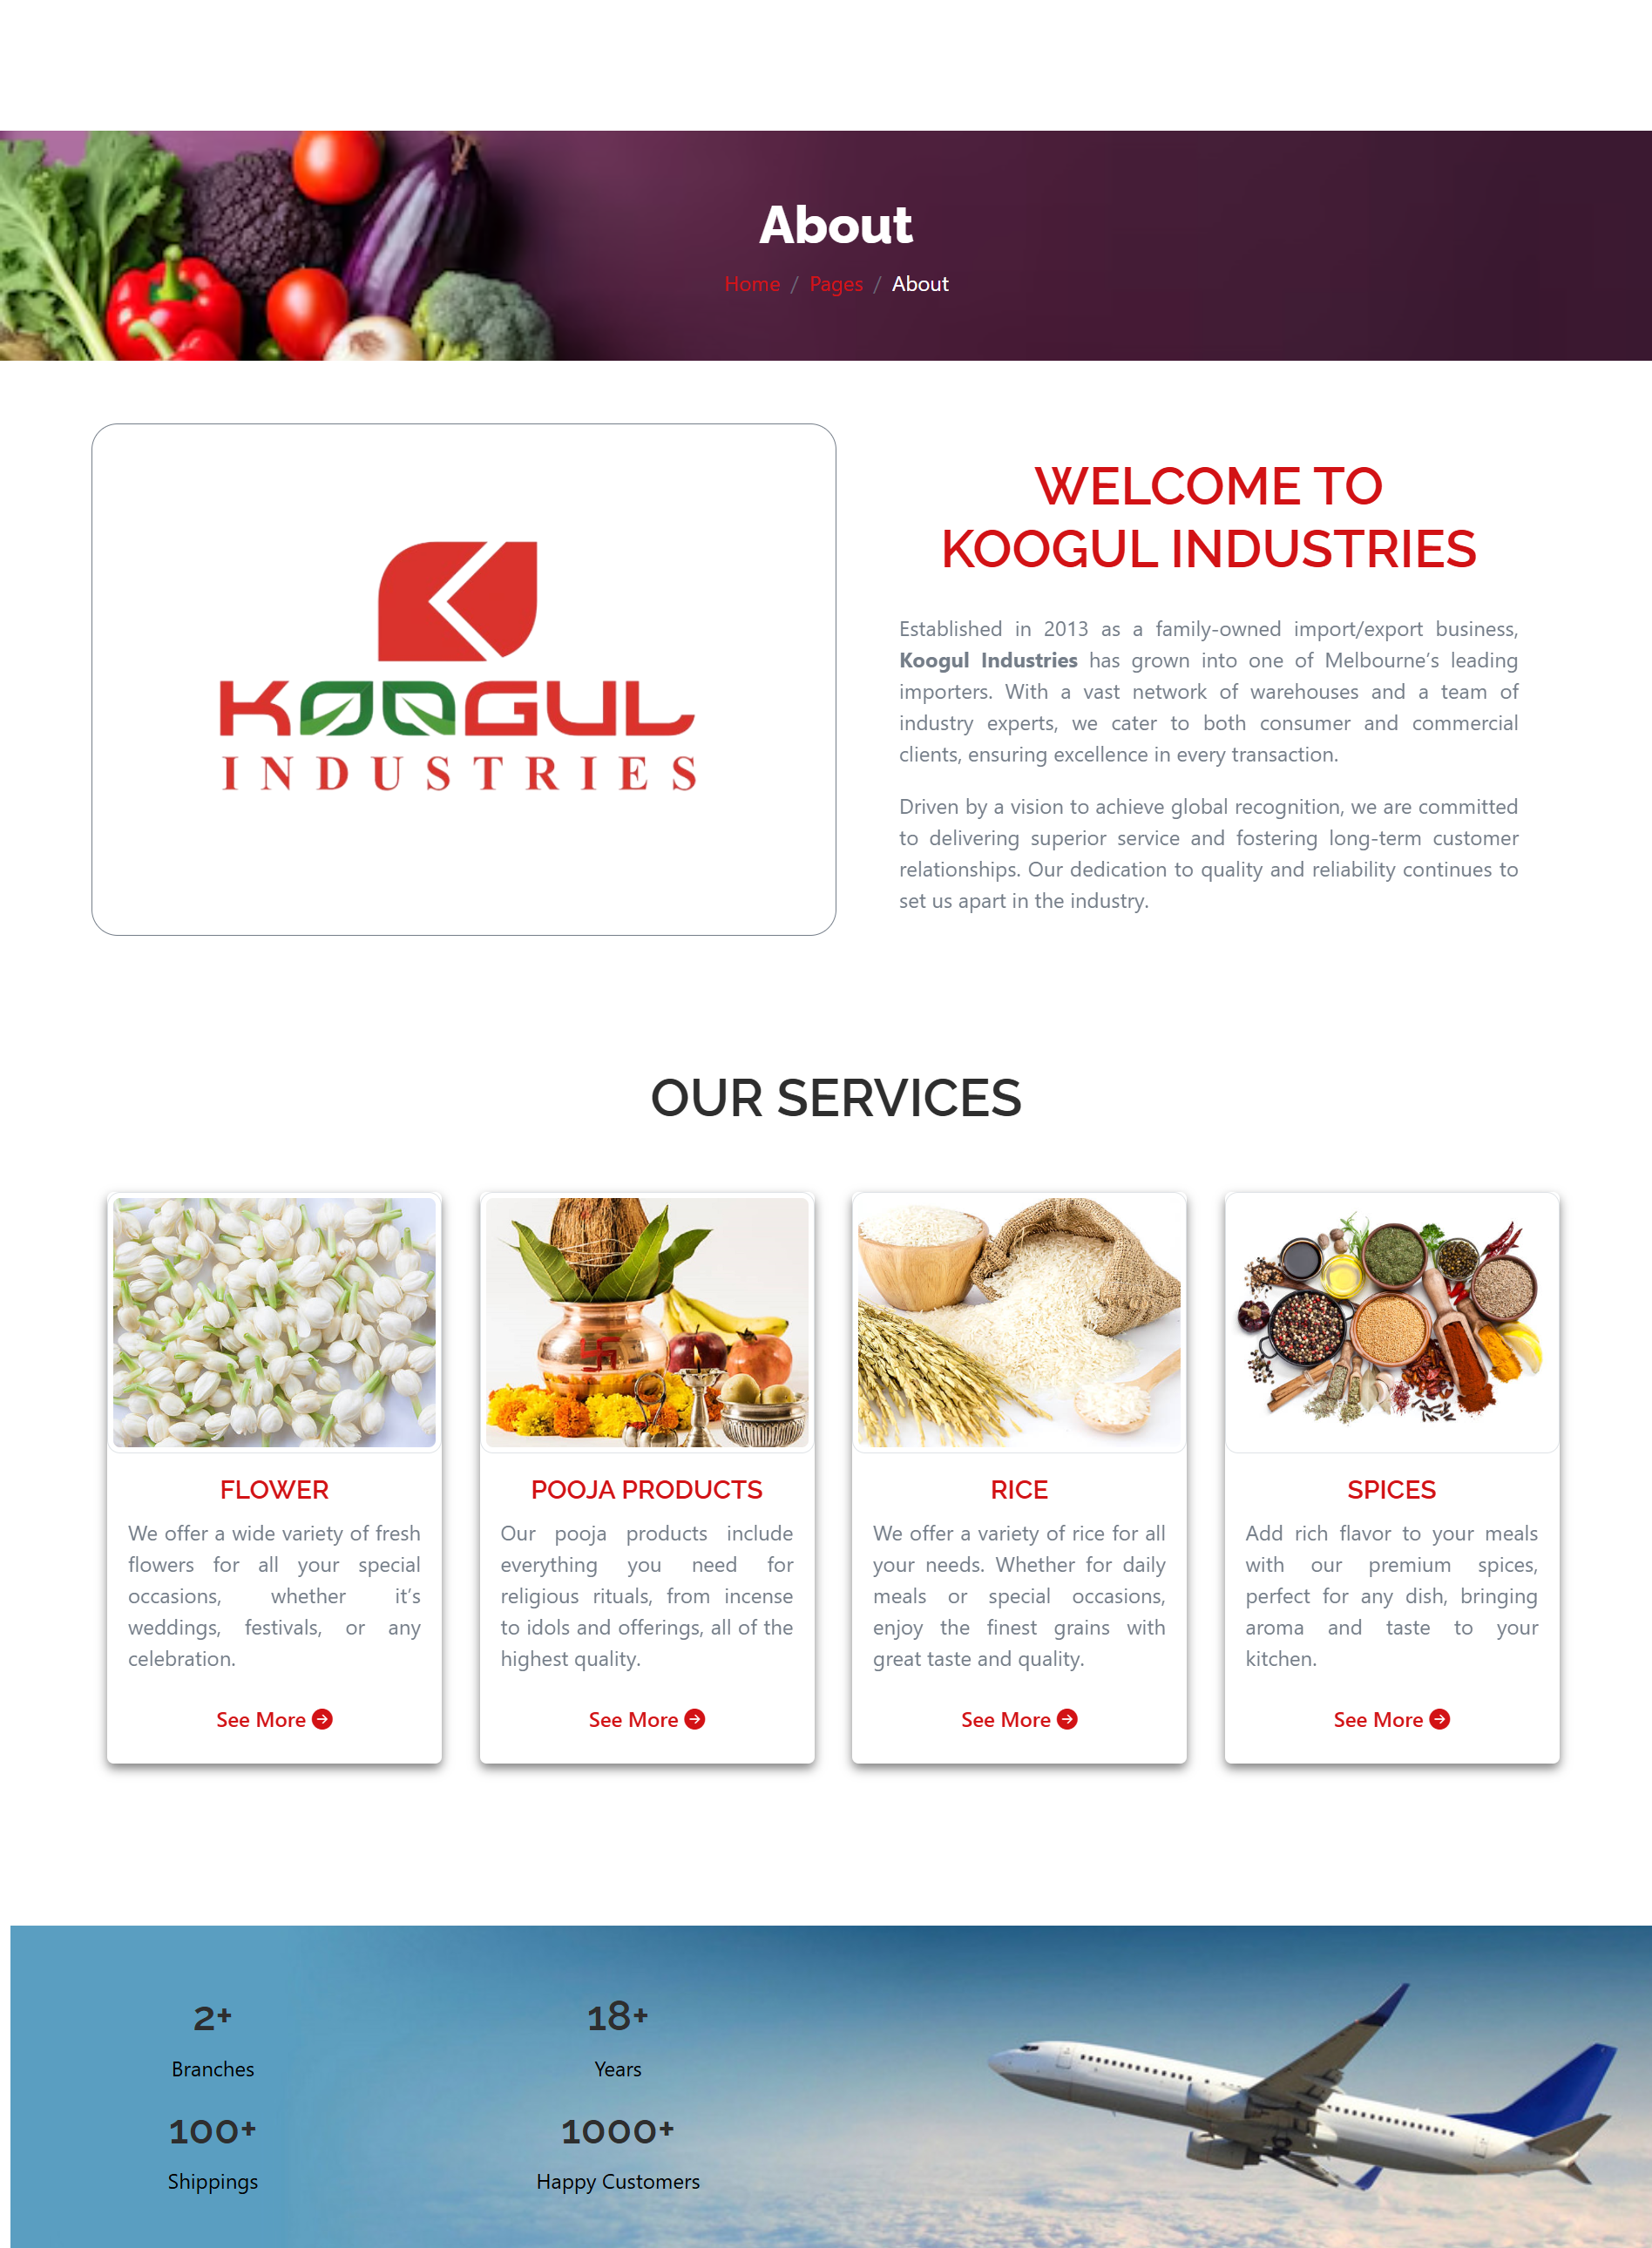 About
Home / Pages / About
KOOGUL
INDUSTRIES
WELCOME TO
KOOGUL INDUSTRIES
Established in 2013 as a family-owned import/export business,
Koogul Industries has grown into one of Melbourne’s leading
importers. With a vast network of warehouses and a team of
industry experts, we cater to both consumer and commercial
clients, ensuring excellence in every transaction.
Driven by a vision to achieve global recognition, we are committed
to delivering superior service and fostering long-term customer
relationships. Our dedication to quality and reliability continues to
set us apart in the industry.
OUR SERVICES
FLOWER
We offer a wide variety of fresh
flowers for all your special
occasions, whether it’s
weddings, festivals, or any
celebration.
See More
POOJA PRODUCTS
Our pooja products include
everything you need for
religious rituals, from incense
to idols and offerings, all of the
highest quality.
See More
RICE
We offer a variety of rice for all
your needs. Whether for daily
meals or special occasions,
enjoy the finest grains with
great taste and quality.
See More
SPICES
Add rich flavor to your meals
with our premium spices,
perfect for any dish, bringing
aroma and taste to your
kitchen.
See More
2+
Branches
18+
Years
100+
Shippings
1000+
Happy Customers